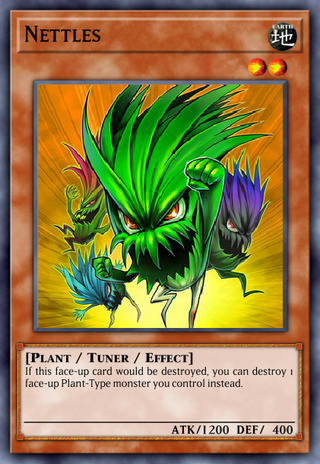 Nettles
EARTH
地
[Plant / Tuner / Effect]
If this face-up card would be destroyed, you can destroy 1
face-up Plant-Type monster you control instead.
ATK/1200 DEF/ 400